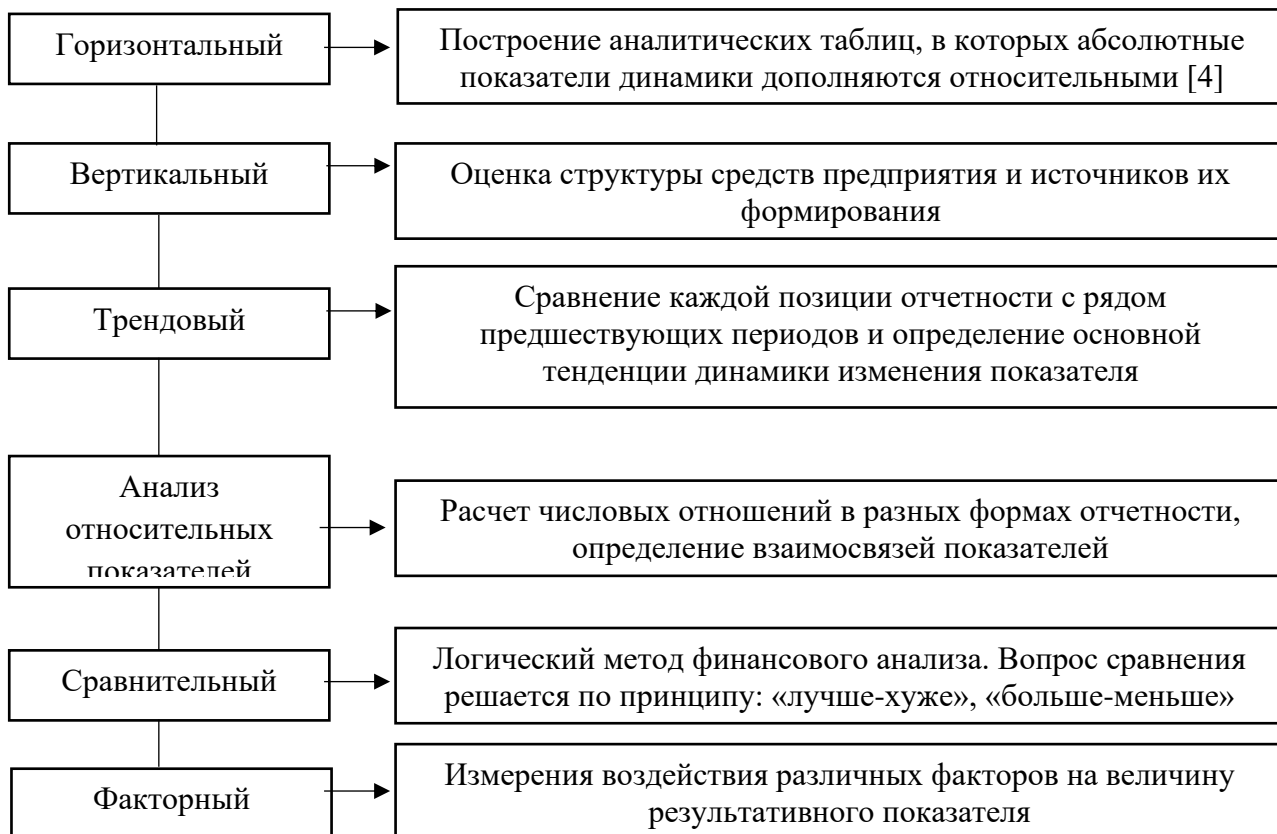 Горизонтальный
Построение аналитических таблиц, в которых абсолютные
показатели динамики дополняются относительными [4]
Вертикальный
Оценка структуры средств предприятия и источников их
формирования
Трендовый
Сравнение каждой позиции отчетности с рядом
предшествующих периодов и определение основной
тенденции динамики изменения показателя
Анализ
относительных
показателей
Расчет числовых отношений в разных формах отчетности,
определение взаимосвязей показателей
Сравнительный
Логический метод финансового анализа. Вопрос сравнения
решается по принципу: «лучше-хуже», «больше-меньше»
Факторный
Измерения воздействия различных факторов на величину
результативного показателя